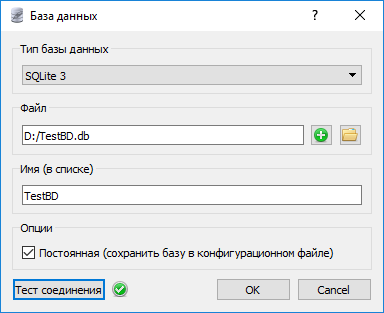 База данных
?
Тип базы данных
SQLite 3
Файл
D:/TestBD.db
Имя (в списке)
TestBD
Опции
Постоянная (сохранить базу в конфигурационном файле)
Тест соединения
OK
Cancel